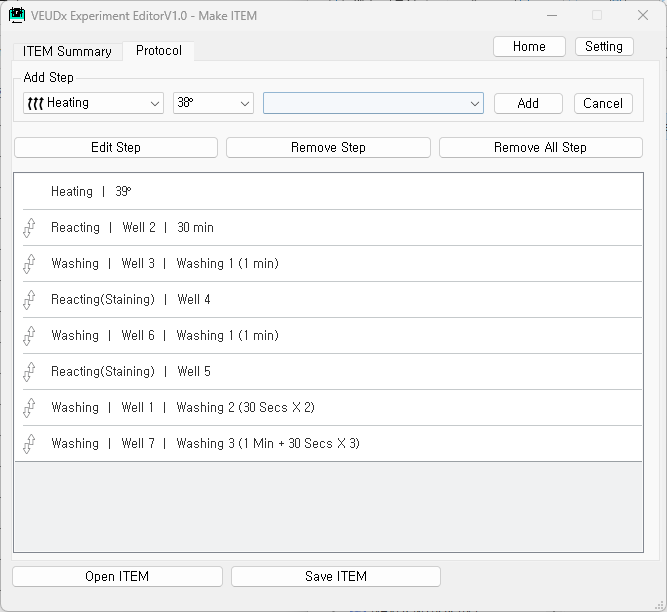 VEUDx Experiment EditorV1.0 - Make ITEM
ITEM Summary Protocol Home Setting
Add Step
Heating 38º Add Cancel
Edit Step Remove Step Remove All Step
Heating | 39º
Reacting | Well 2 | 30 min
Washing | Well 3 | Washing 1 (1 min)
Reacting(Staining) | Well 4
Washing | Well 6 | Washing 1 (1 min)
Reacting(Staining) | Well 5
Washing | Well 1 | Washing 2 (30 Secs X 2)
Washing | Well 7 | Washing 3 (1 Min + 30 Secs X 3)
Open ITEM Save ITEM